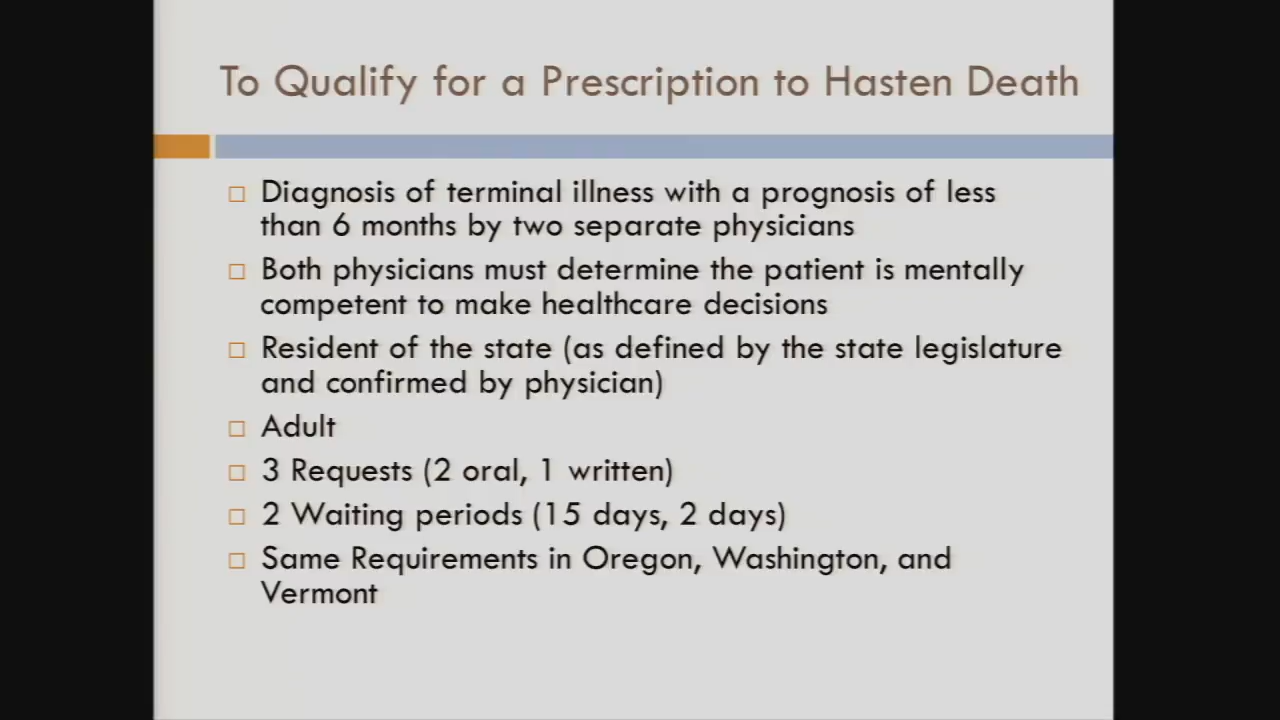 To Qualify for a Prescription to Hasten Death
Diagnosis of terminal illness with a prognosis of less
than 6 months by two separate physicians
Both physicians must determine the patient is mentally
competent to make healthcare decisions
Resident of the state (as defined by the state legislature
and confirmed by physician)
Adult
3 Requests (2 oral, 1 written)
2 Waiting periods (15 days, 2 days)
Same Requirements in Oregon, Washington, and
Vermont